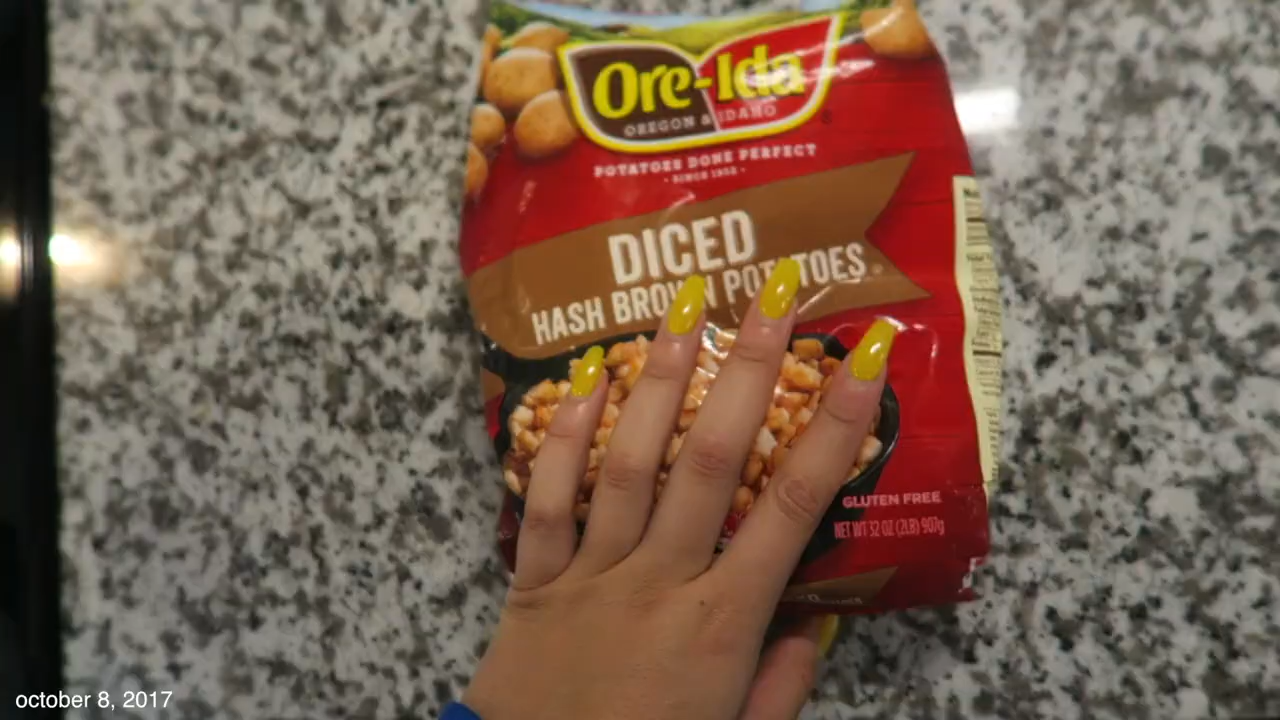 Ore-Ida
OREGON & IDAHO
POTATOES DONE PERFECT
• SINCE 1952 •
DICED
HASH BROWN POTATOES
GLUTEN FREE
NET WT 32 OZ (2LB) 907g
october 8, 2017